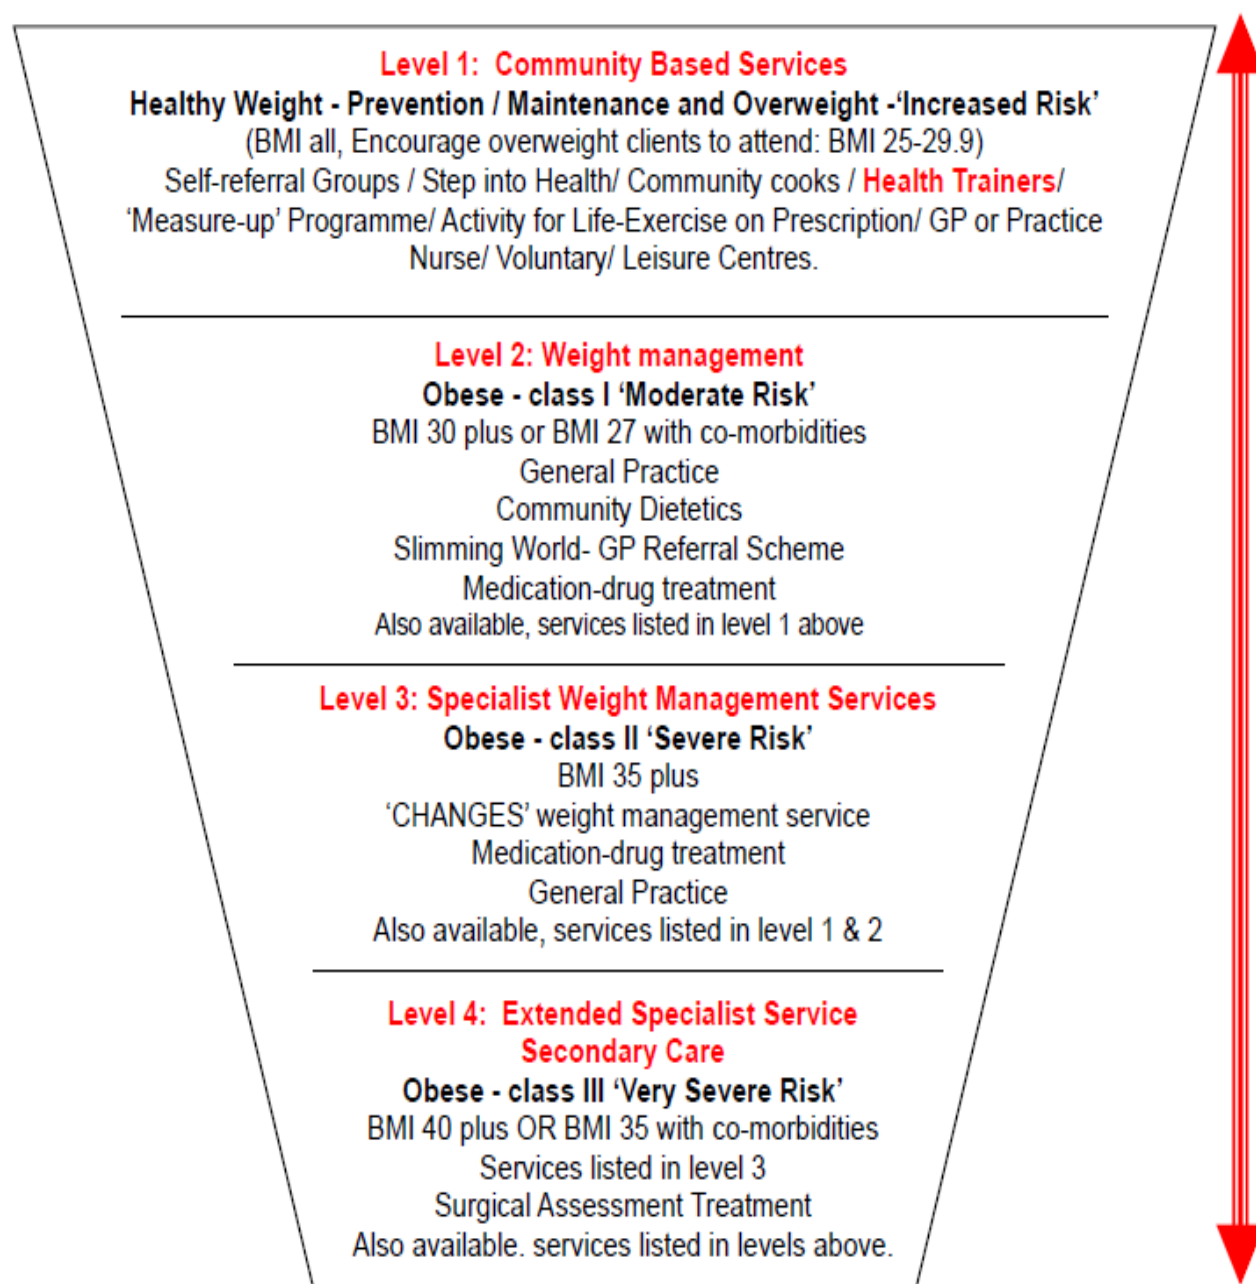 Level 1: Community Based Services
Healthy Weight - Prevention / Maintenance and Overweight -‘Increased Risk’
(BMI all, Encourage overweight clients to attend: BMI 25-29.9)
Self-referral Groups / Step into Health/ Community cooks / Health Trainers/
‘Measure-up’ Programme/ Activity for Life-Exercise on Prescription/ GP or Practice
Nurse/ Voluntary/ Leisure Centres.
Level 2: Weight management
Obese - class I ‘Moderate Risk’
BMI 30 plus or BMI 27 with co-morbidities
General Practice
Community Dietetics
Slimming World- GP Referral Scheme
Medication-drug treatment
Also available, services listed in level 1 above
Level 3: Specialist Weight Management Services
Obese - class II ‘Severe Risk’
BMI 35 plus
‘CHANGES’ weight management service
Medication-drug treatment
General Practice
Also available, services listed in level 1 & 2
Level 4: Extended Specialist Service
Secondary Care
Obese - class III ‘Very Severe Risk’
BMI 40 plus OR BMI 35 with co-morbidities
Services listed in level 3
Surgical Assessment Treatment
Also available. services listed in levels above.